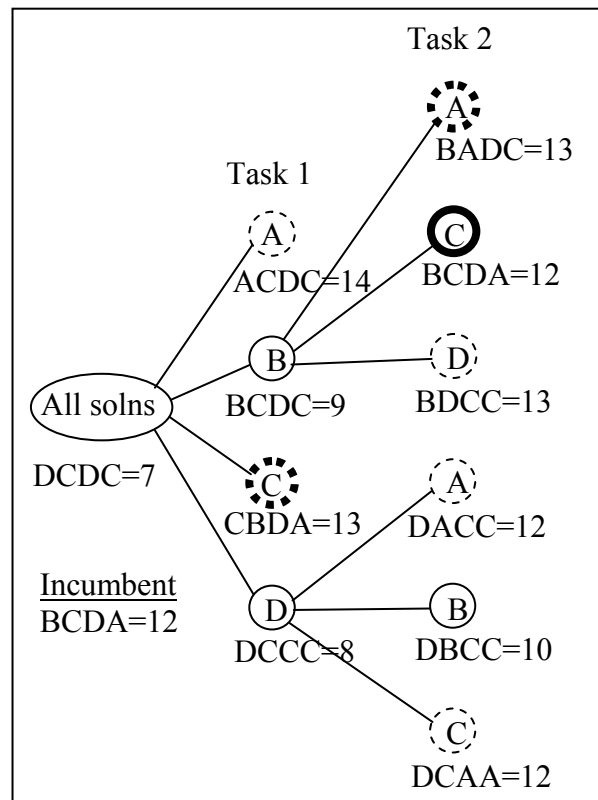 Task 2
A
BADC=13
Task 1
A
ACDC=14
C
BCDA=12
B
BCDC=9
D
BDCC=13
All solns
DCDC=7
C
CBDA=13
A
DACC=12
Incumbent
BCDA=12
D
DCCC=8
B
DBCC=10
C
DCAA=12